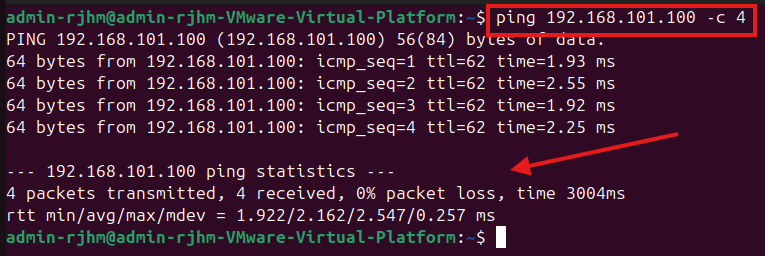 admin-rjhm@admin-rjhm-VMware-Virtual-Platform:~$ ping 192.168.101.100 -c 4
PING 192.168.101.100 (192.168.101.100) 56(84) bytes of data.
64 bytes from 192.168.101.100: icmp_seq=1 ttl=62 time=1.93 ms
64 bytes from 192.168.101.100: icmp_seq=2 ttl=62 time=2.55 ms
64 bytes from 192.168.101.100: icmp_seq=3 ttl=62 time=1.92 ms
64 bytes from 192.168.101.100: icmp_seq=4 ttl=62 time=2.25 ms
--- 192.168.101.100 ping statistics ---
4 packets transmitted, 4 received, 0% packet loss, time 3004ms
rtt min/avg/max/mdev = 1.922/2.162/2.547/0.257 ms
admin-rjhm@admin-rjhm-VMware-Virtual-Platform:~$